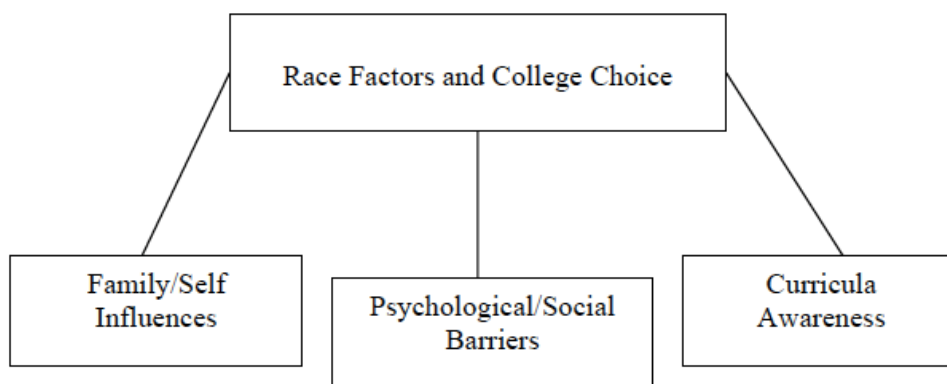 Race Factors and College Choice
Family/Self
Influences
Psychological/Social
Barriers
Curricula
Awareness